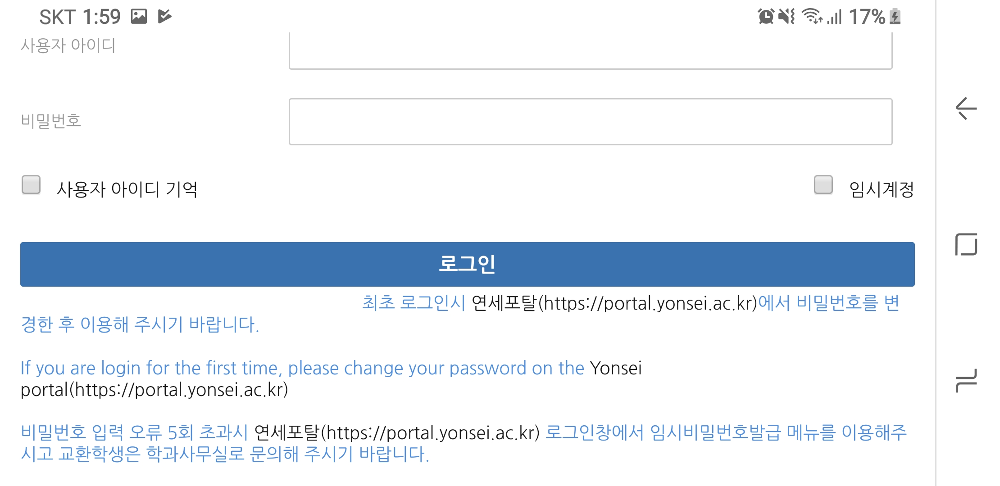 SKT 1:59 17%
사용자 아이디
비밀번호
사용자 아이디 기억 임시계정
로그인
최초 로그인시 연세포탈(https://portal.yonsei.ac.kr)에서 비밀번호를 변
경한 후 이용해 주시기 바랍니다.
If you are login for the first time, please change your password on the Yonsei
portal(https://portal.yonsei.ac.kr)
비밀번호 입력 오류 5회 초과시 연세포탈(https://portal.yonsei.ac.kr) 로그인창에서 임시비밀번호발급 메뉴를 이용해주
시고 교환학생은 학과사무실로 문의해 주시기 바랍니다.